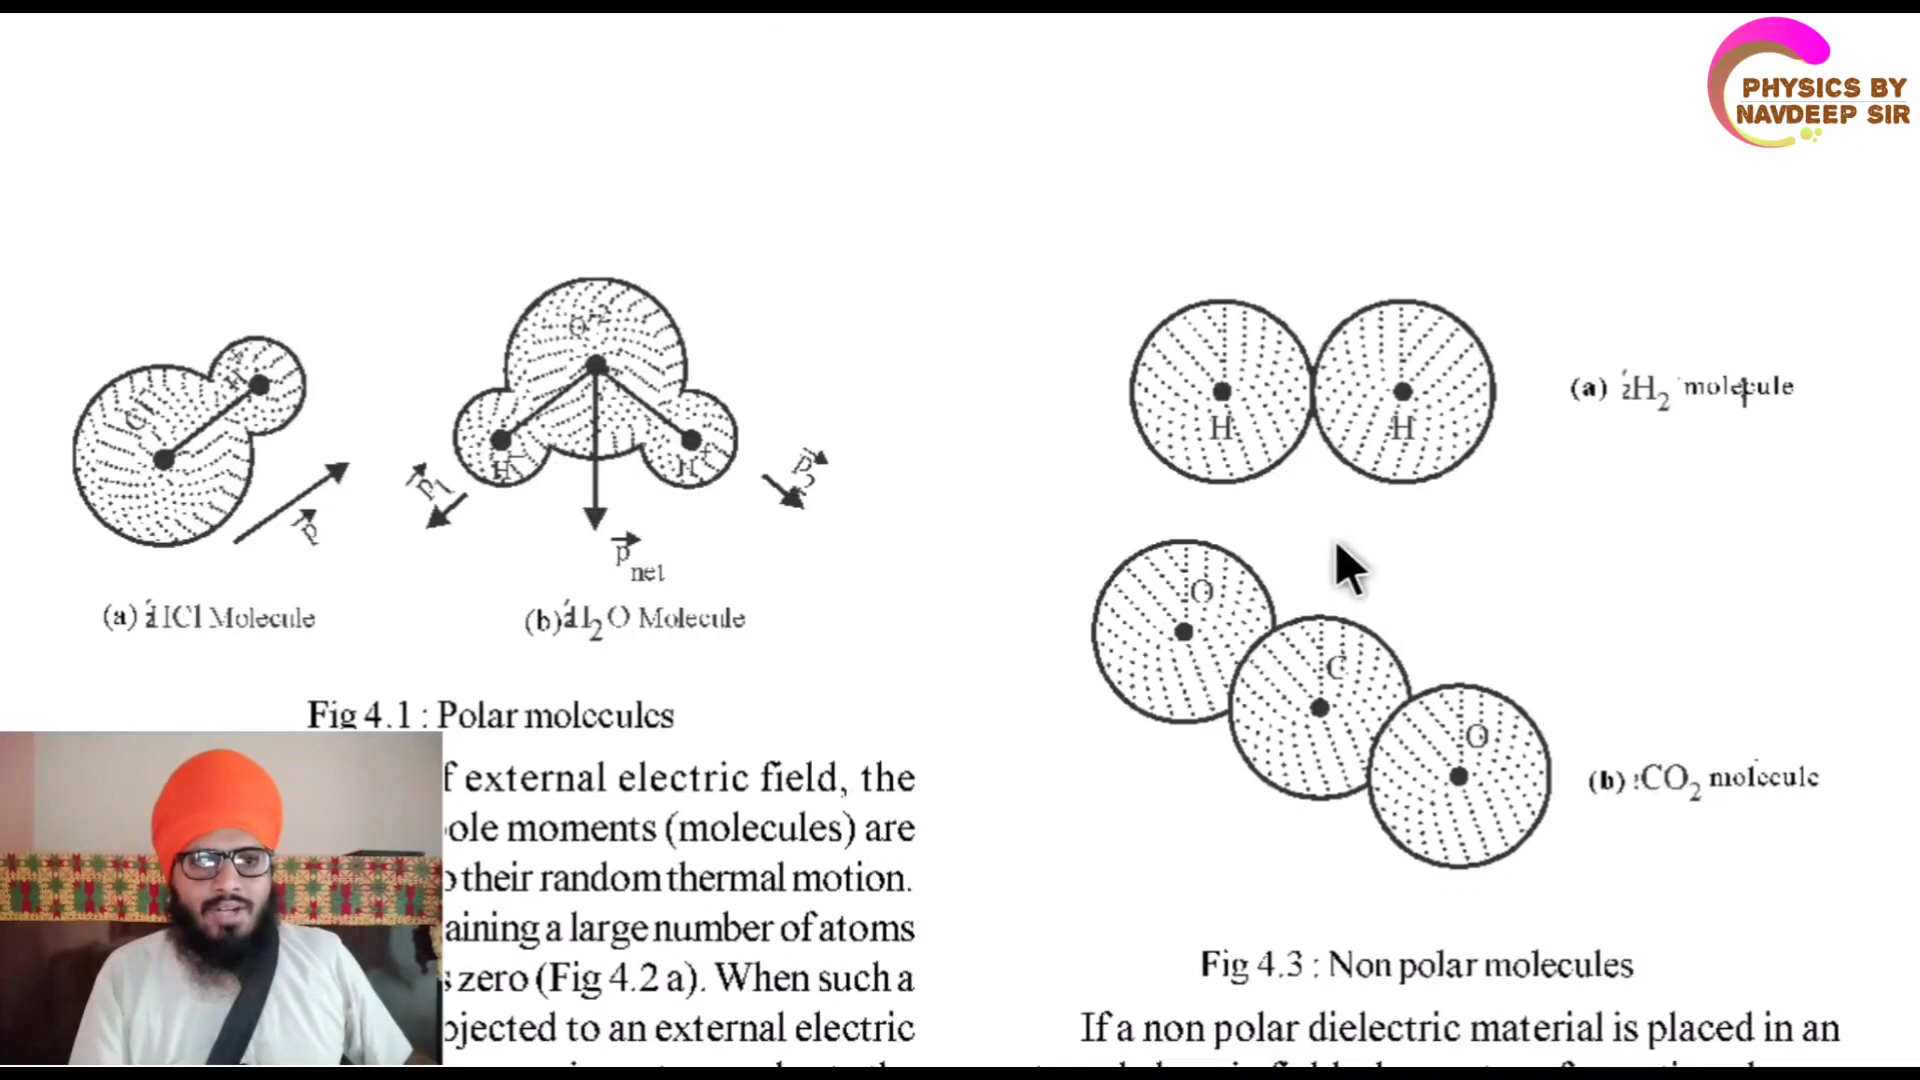 PHYSICS BY
NAVDEEP SIR
Cl
H
p
O
H
H
p1
p2
p net
(a) HCl Molecule
(b) H2O Molecule
Fig 4.1 : Polar molecules
f external electric field, the
ole moments (molecules) are
their random thermal motion.
aining a large number of atoms
s zero (Fig 4.2 a). When such a
bjected to an external electric
H
H
(a) H2 molecule
O
C
O
(b) CO2 molecule
Fig 4.3 : Non polar molecules
If a non polar dielectric material is placed in an